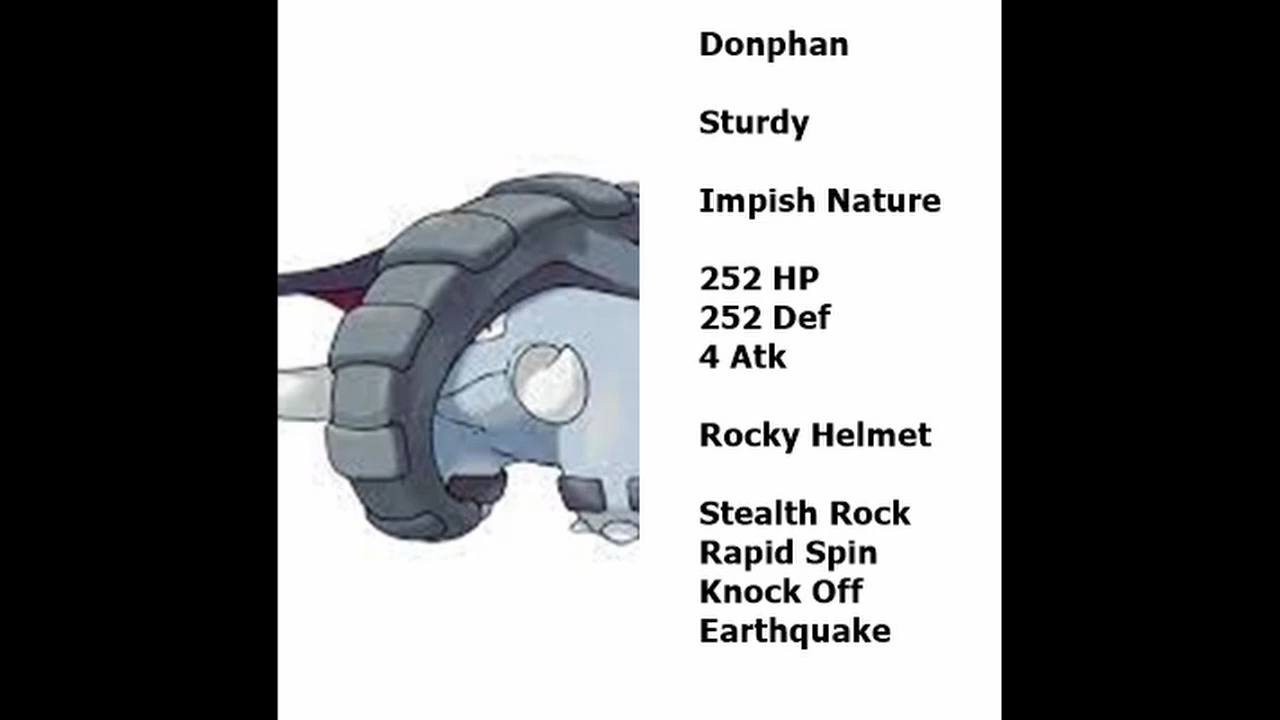 Donphan
Sturdy
Impish Nature
252 HP
252 Def
4 Atk
Rocky Helmet
Stealth Rock
Rapid Spin
Knock Off
Earthquake